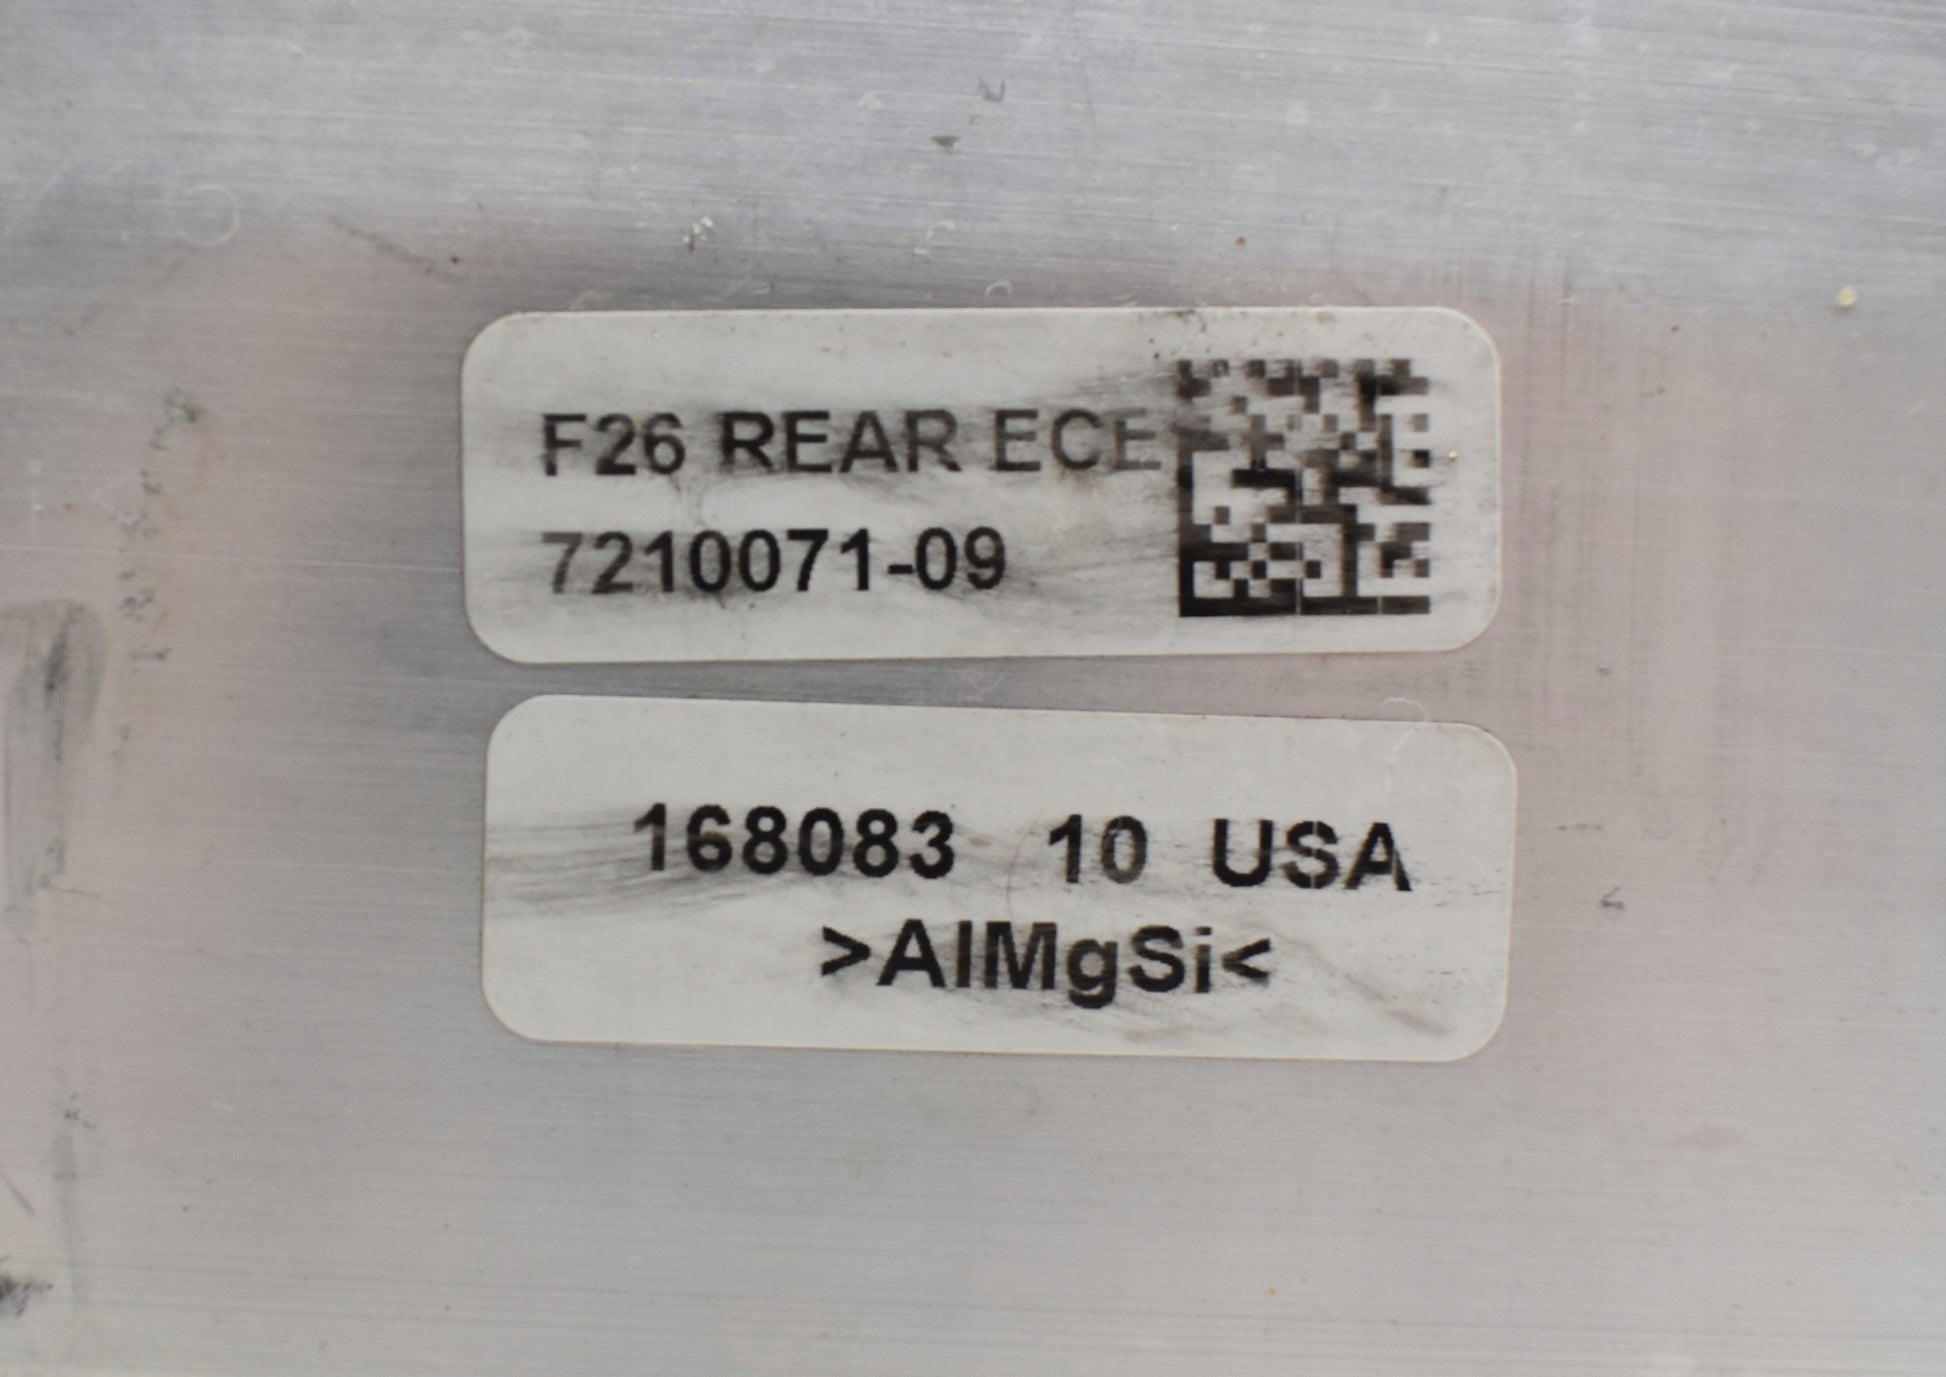 F26 REAR ECE
7210071-09
168083 10 USA
>AlMgSi<